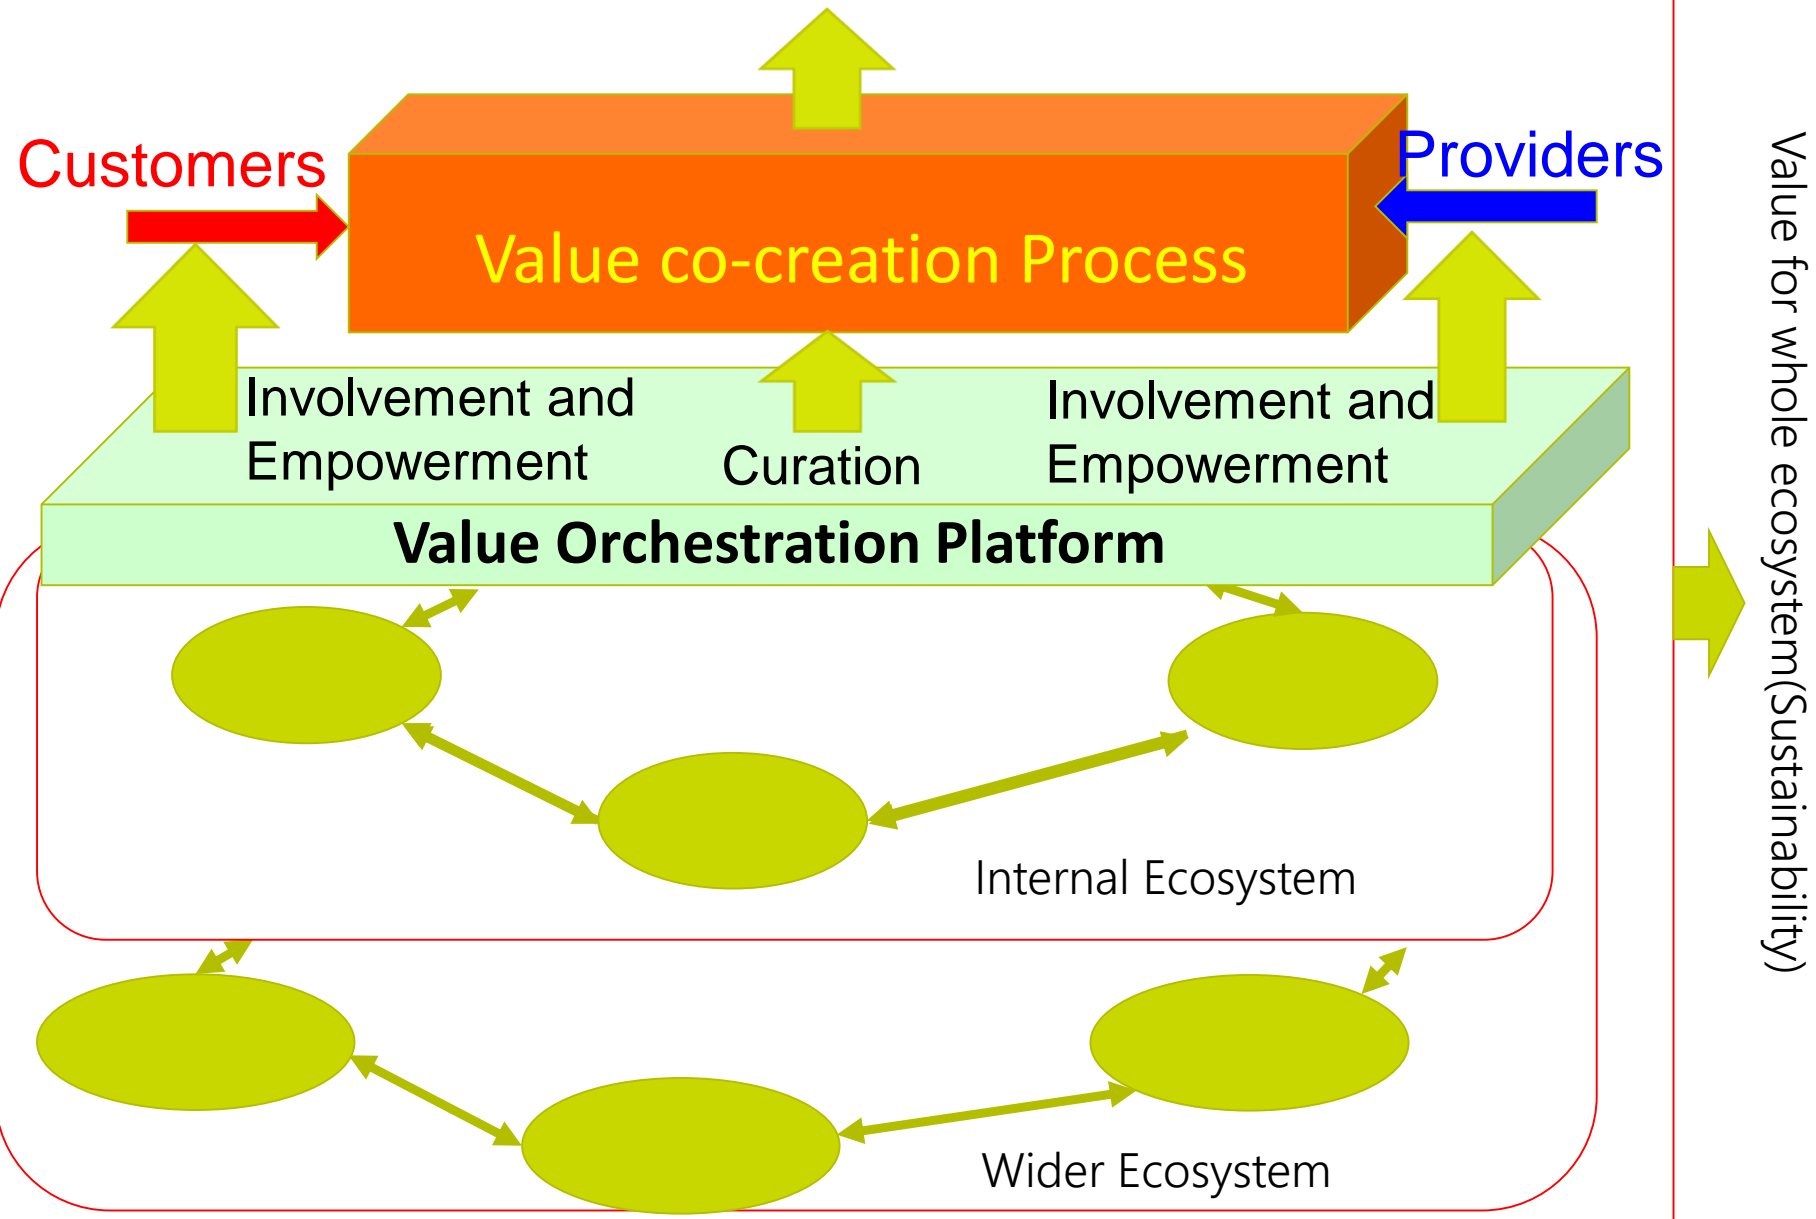 Customers
Providers
Value co-creation Process
Involvement and
Empowerment
Curation
Involvement and
Empowerment
Value Orchestration Platform
Internal Ecosystem
Wider Ecosystem
Value for whole ecosystem(Sustainability)